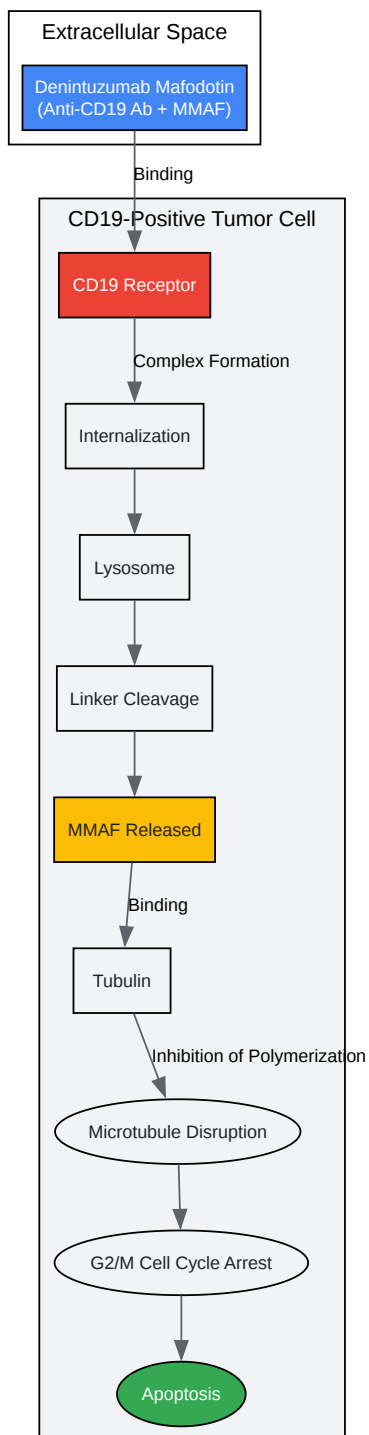 Extracellular Space
Denintuzumab Mafodotin
(Anti-CD19 Ab + MMAF)
Binding
CD19-Positive Tumor Cell
CD19 Receptor
Complex Formation
Internalization
Lysosome
Linker Cleavage
MMAF Released
Binding
Tubulin
Inhibition of Polymerization
Microtubule Disruption
G2/M Cell Cycle Arrest
Apoptosis